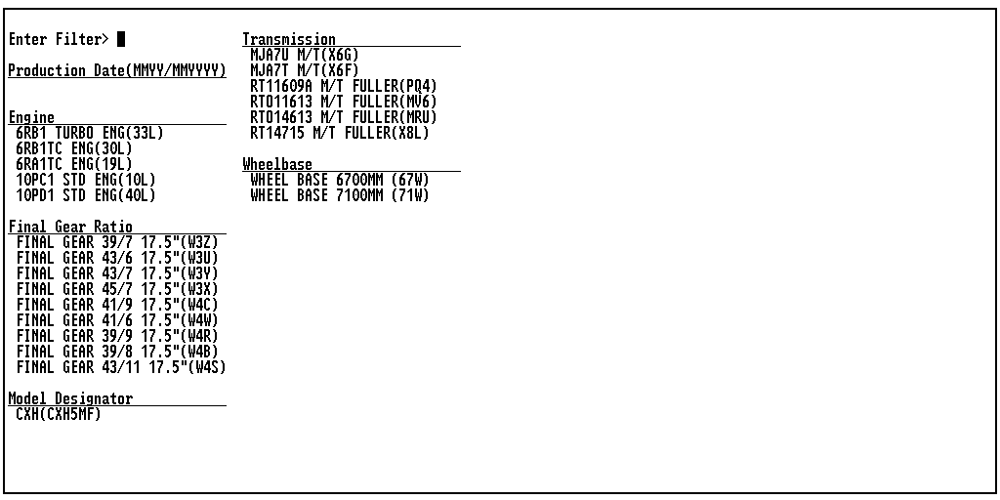 Enter Filter>
Production Date(MMYY/MMYYYY)
Engine
6RB1 TURBO ENG(33L)
6RB1TC ENG(30L)
6RA1TC ENG(19L)
10PC1 STD ENG(10L)
10PD1 STD ENG(40L)
Final Gear Ratio
FINAL GEAR 39/7 17.5"(W3Z)
FINAL GEAR 43/6 17.5"(W3U)
FINAL GEAR 43/7 17.5"(W3Y)
FINAL GEAR 45/7 17.5"(W3X)
FINAL GEAR 41/9 17.5"(W4C)
FINAL GEAR 41/6 17.5"(W4W)
FINAL GEAR 39/9 17.5"(W4R)
FINAL GEAR 39/8 17.5"(W4B)
FINAL GEAR 43/11 17.5"(W4S)
Model Designator
CXH(CXH5MF)
Transmission
MJA7U M/T(X6G)
MJA7T M/T(X6F)
RT11609A M/T FULLER(PQ4)
RTO11613 M/T FULLER(MV6)
RTO14613 M/T FULLER(MRU)
RT14715 M/T FULLER(X8L)
Wheelbase
WHEEL BASE 6700MM (67W)
WHEEL BASE 7100MM (71W)